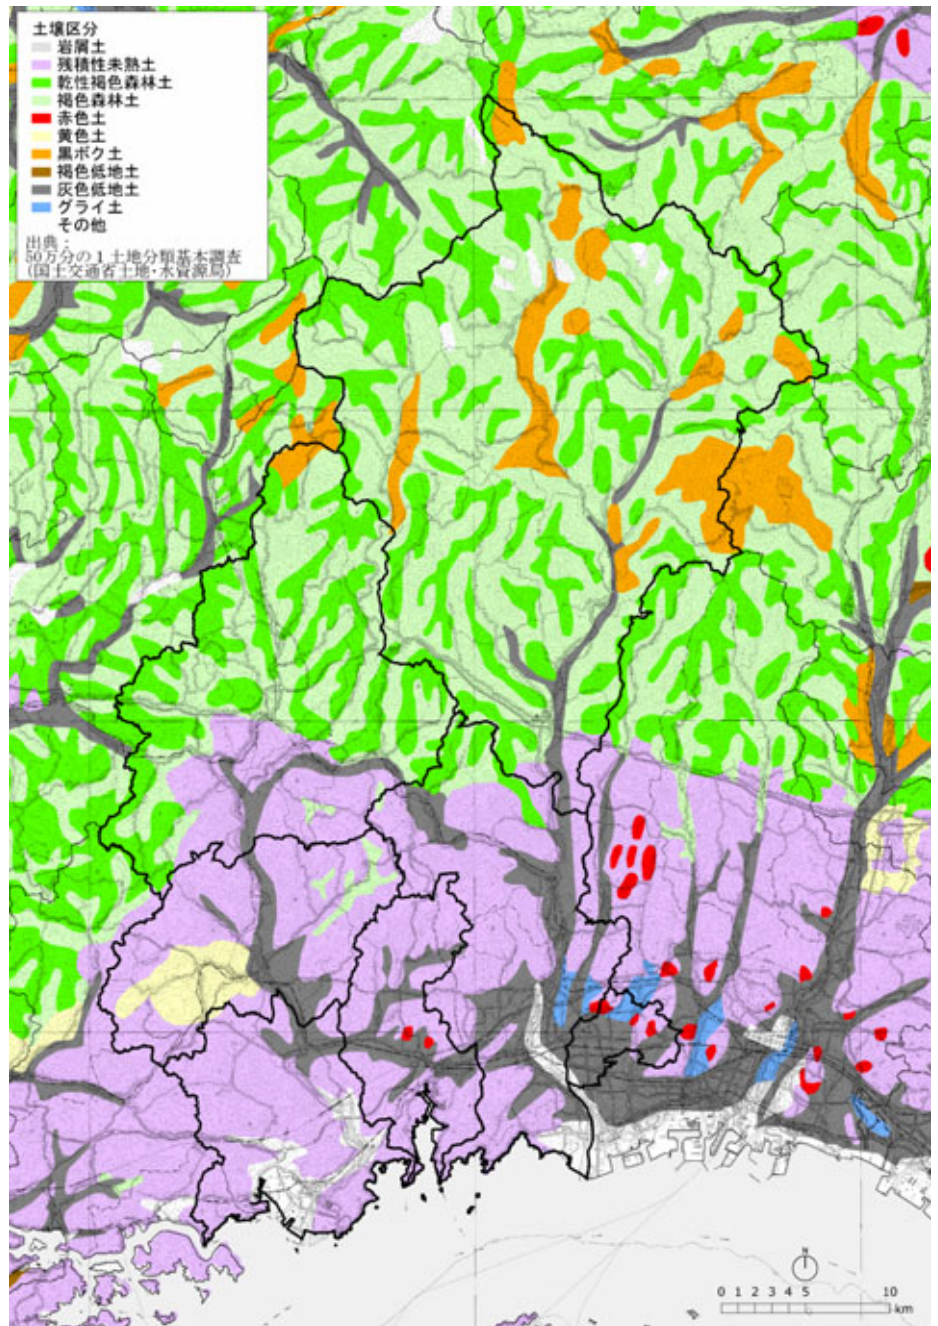 土壌区分
岩屑土
残積性未熟土
乾性褐色森林土
褐色森林土
赤色土
黄色土
黒ボク土
褐色低地土
灰色低地土
グライ土
その他
出典：
50万分の1 土地分類基本調査
（国土交通省土地・水資源局）
N
0 1 2 3 4 5 10
km